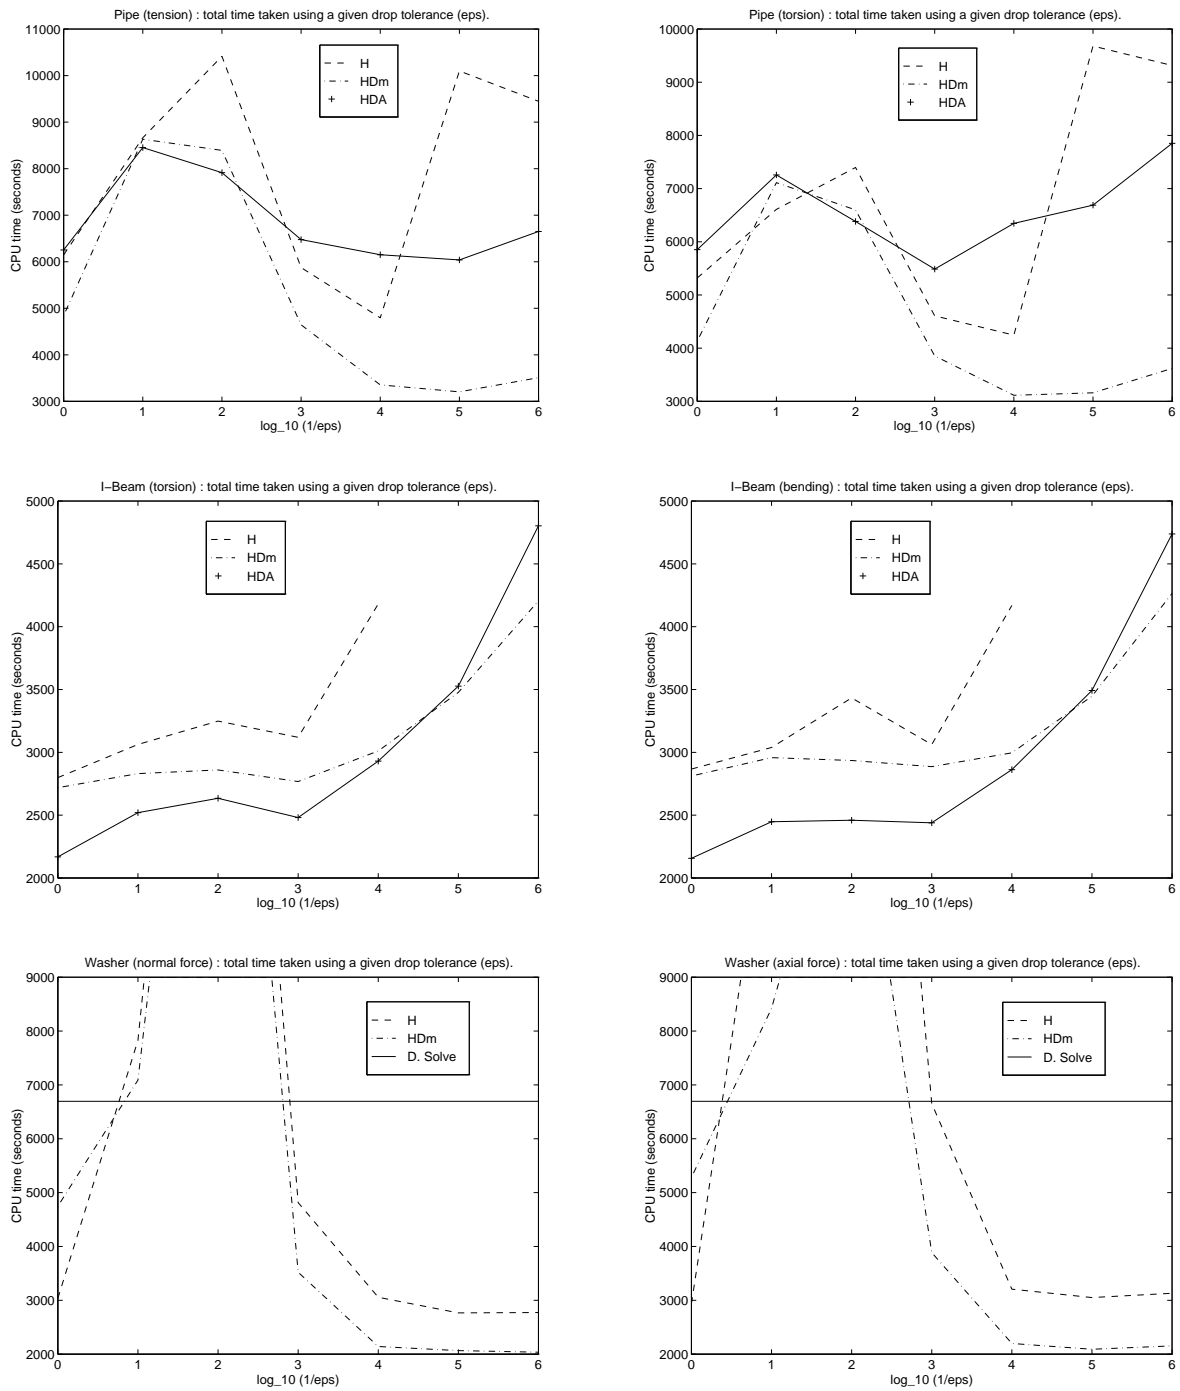 Pipe (tension) : total time taken using a given drop tolerance (eps).
11000
10000
9000
8000
7000
6000
5000
4000
3000
CPU time (seconds)
H
HDm
HDA
0 1 2 3 4 5 6
log_10 (1/eps)
Pipe (torsion) : total time taken using a given drop tolerance (eps).
10000
9000
8000
7000
6000
5000
4000
3000
CPU time (seconds)
H
HDm
HDA
0 1 2 3 4 5 6
log_10 (1/eps)
I−Beam (torsion) : total time taken using a given drop tolerance (eps).
5000
4500
4000
3500
3000
2500
2000
CPU time (seconds)
H
HDm
HDA
0 1 2 3 4 5 6
log_10 (1/eps)
I−Beam (bending) : total time taken using a given drop tolerance (eps).
5000
4500
4000
3500
3000
2500
2000
CPU time (seconds)
H
HDm
HDA
0 1 2 3 4 5 6
log_10 (1/eps)
Washer (normal force) : total time taken using a given drop tolerance (eps).
9000
8000
7000
6000
5000
4000
3000
2000
CPU time (seconds)
H
HDm
D. Solve
0 1 2 3 4 5 6
log_10 (1/eps)
Washer (axial force) : total time taken using a given drop tolerance (eps).
9000
8000
7000
6000
5000
4000
3000
2000
CPU time (seconds)
H
HDm
D. Solve
0 1 2 3 4 5 6
log_10 (1/eps)